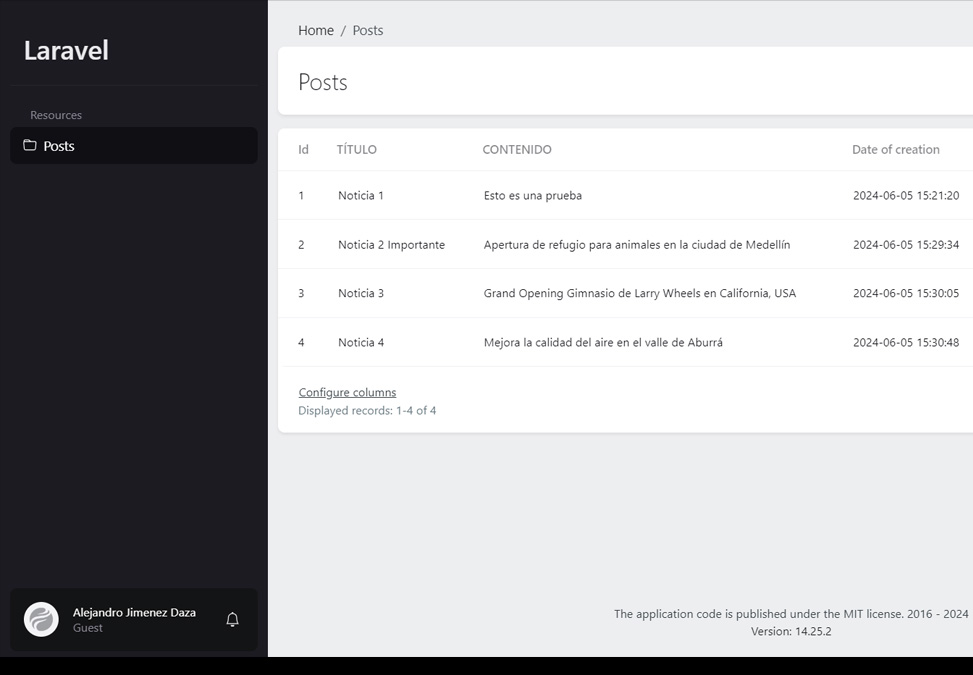 Laravel
Resources
Posts
Alejandro Jimenez Daza
Guest
Home / Posts
Posts
Id TÍTULO CONTENIDO Date of creation
1 Noticia 1 Esto es una prueba 2024-06-05 15:21:20
2 Noticia 2 Importante Apertura de refugio para animales en la ciudad de Medellín 2024-06-05 15:29:34
3 Noticia 3 Grand Opening Gimnasio de Larry Wheels en California, USA 2024-06-05 15:30:05
4 Noticia 4 Mejora la calidad del aire en el valle de Aburrá 2024-06-05 15:30:48
Configure columns
Displayed records: 1-4 of 4
The application code is published under the MIT license. 2016 - 2024
Version: 14.25.2